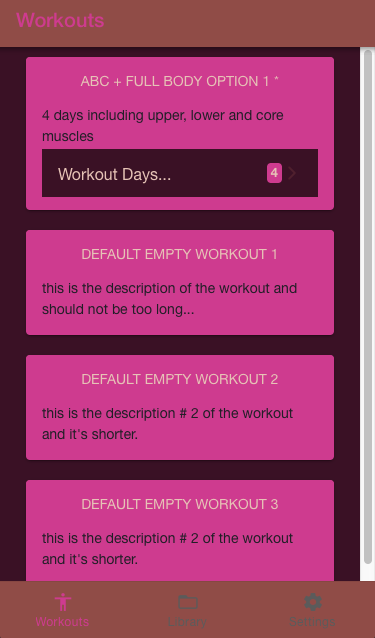 Workouts
ABC + FULL BODY OPTION 1 *
4 days including upper, lower and core
muscles
Workout Days...
4
DEFAULT EMPTY WORKOUT 1
this is the description of the workout and
should not be too long...
DEFAULT EMPTY WORKOUT 2
this is the description # 2 of the workout
and it's shorter.
DEFAULT EMPTY WORKOUT 3
this is the description # 2 of the workout
and it's shorter.
Workouts
Library
Settings